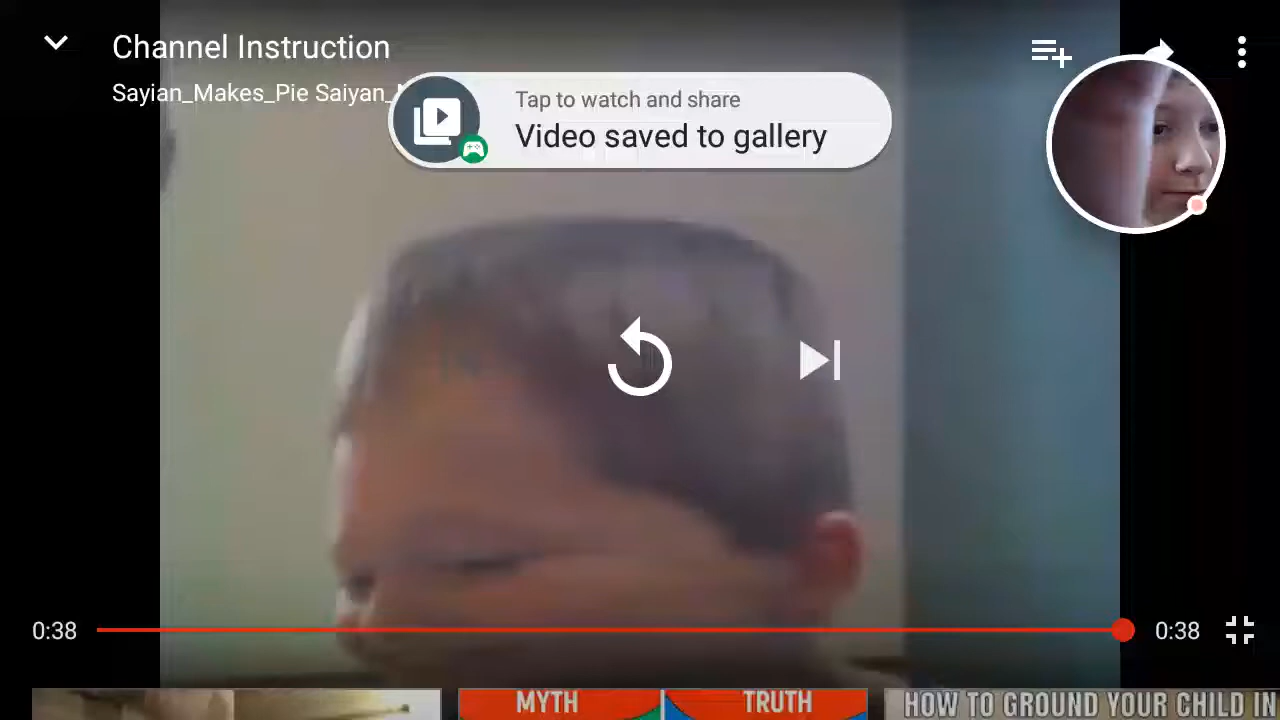 Channel Instruction
Sayian_Makes_Pie Saiyan_
Tap to watch and share
Video saved to gallery
0:38
0:38
MYTH
TRUTH
HOW TO GROUND YOUR CHILD IN